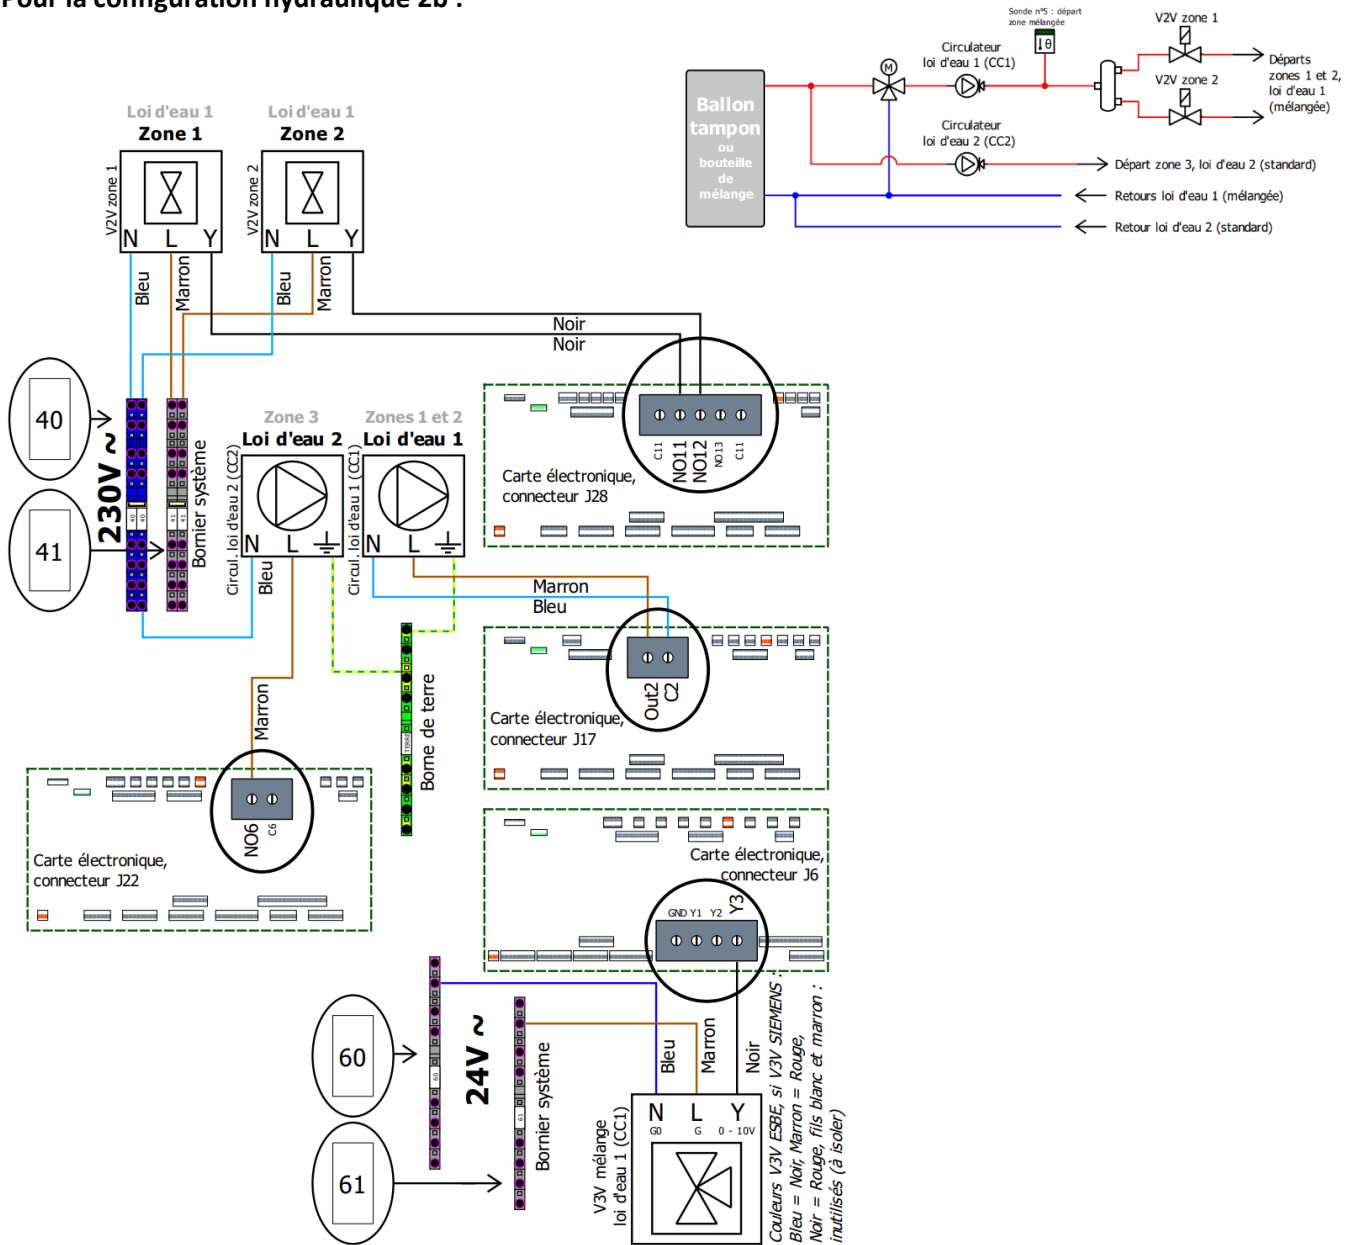 Pour la configuration hydraulique 2b :
Sonde n°5 : départ
zone mélangée
V2V zone 1
Circulateur
loi d'eau 1 (CC1)
M
Départs
zones 1 et 2,
loi d'eau 1
(mélangée)
V2V zone 2
Ballon
tampon
ou
bouteille
de
mélange
Circulateur
loi d'eau 2 (CC2)
Départ zone 3, loi d'eau 2 (standard)
Retours loi d'eau 1 (mélangée)
Retour loi d'eau 2 (standard)
Loi d'eau 1
Zone 1
Loi d'eau 1
Zone 2
V2V zone 1
N L Y
V2V zone 2
N L Y
Bleu
Marron
Bleu
Marron
Noir
Noir
40
41
230V ~
40 40
41 41
Bornier système
Zone 3
Loi d'eau 2
Zones 1 et 2
Loi d'eau 1
Circul. loi d'eau 2 (CC2)
N L
Circul. loi d'eau 1 (CC1)
N L
Bleu
Marron
Marron
Bleu
C11
NO11
NO12
NO13
C11
Carte électronique,
connecteur J28
Out2
C2
Carte électronique,
connecteur J17
TERRE
Borne de terre
NO6
C6
Carte électronique,
connecteur J22
Carte électronique,
connecteur J6
GND Y1 Y2 Y3
60
61
24V ~
60
61
Bornier système
Bleu
Marron
Noir
V3V mélange
loi d'eau 1 (CC1)
N L Y
G0 G 0 - 10V
Couleurs V3V ESBE, si V3V SIEMENS :
Bleu = Noir, Marron = Rouge,
Noir = Rouge, fils blanc et marron :
inutilisés (à isoler)